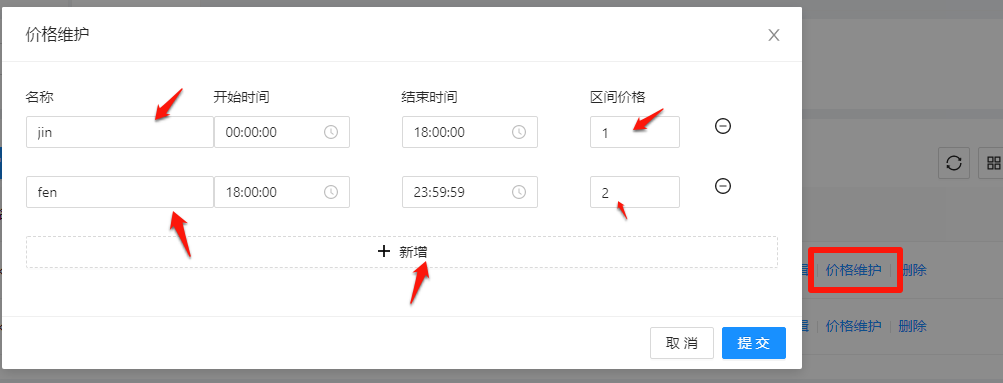 价格维护
名称 开始时间 结束时间 区间价格
jin 00:00:00 18:00:00 1
fen 18:00:00 23:59:59 2
新增
价格维护 删除
价格维护 删除
取 消 提 交